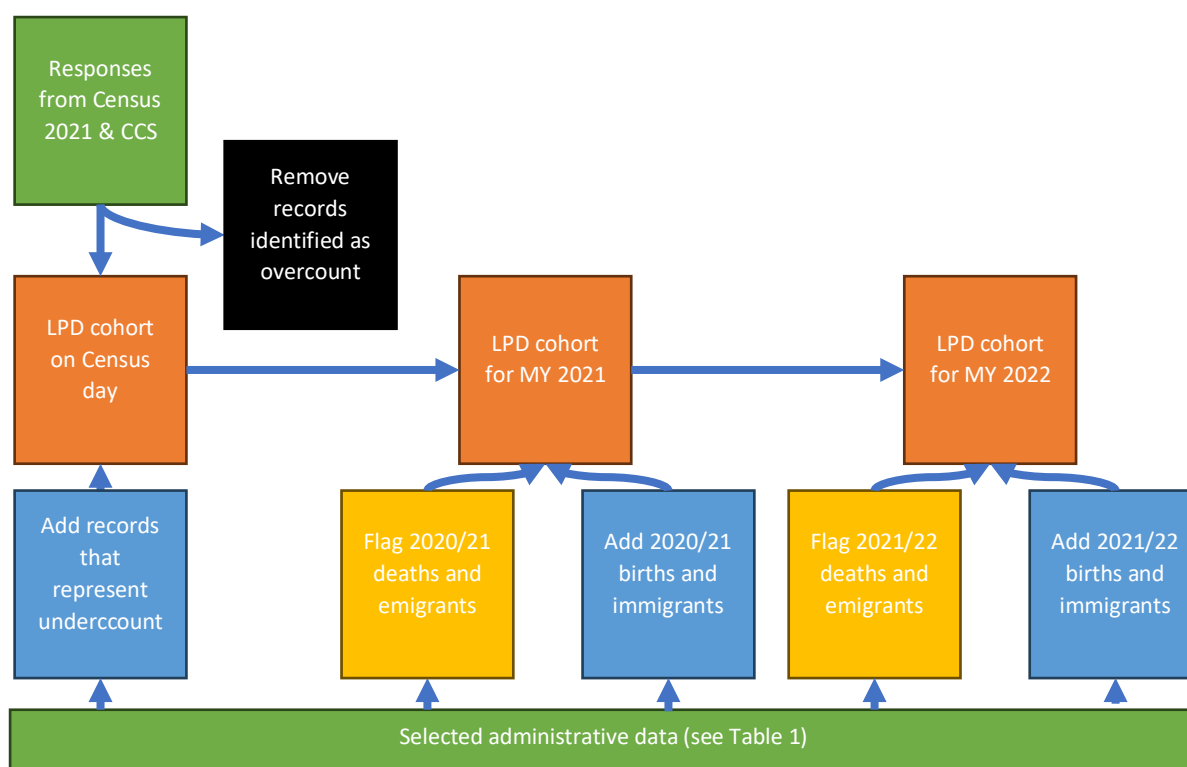 Responses
from Census
2021 & CCS
Remove
records
identified as
overcount
LPD cohort
on Census
day
LPD cohort
for MY 2021
LPD cohort
for MY 2022
Add records
that
represent
underccount
Flag 2020/21
deaths and
emigrants
Add 2020/21
births and
immigrants
Flag 2021/22
deaths and
emigrants
Add 2021/22
births and
immigrants
Selected administrative data (see Table 1)